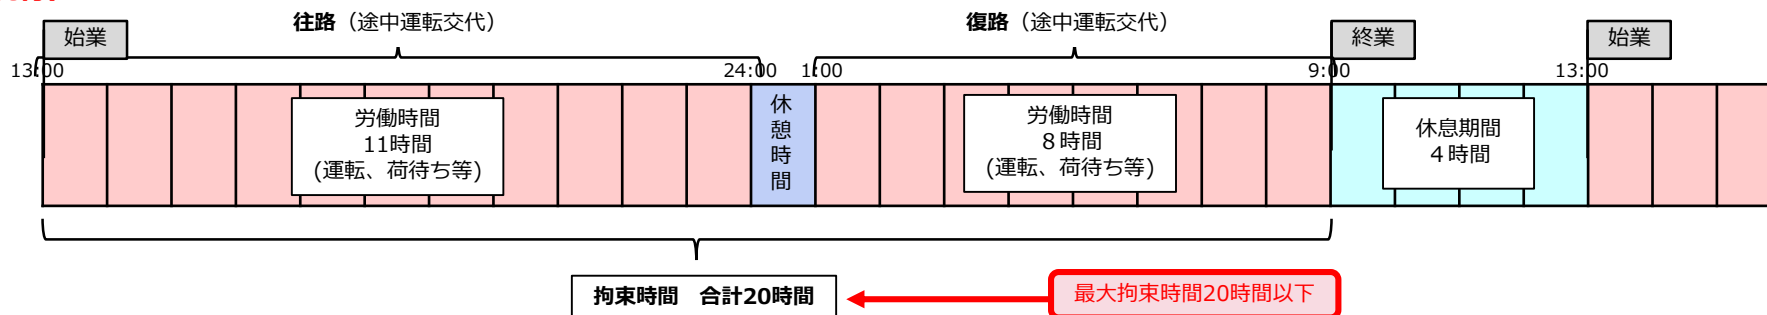 始業
往路（途中運転交代）
復路（途中運転交代）
終業
始業
13:00
24:00
1:00
9:00
13:00
労働時間
11時間
(運転、荷待ち等)
休憩時間
労働時間
８時間
(運転、荷待ち等)
休息期間
４時間
拘束時間　合計20時間
最大拘束時間20時間以下